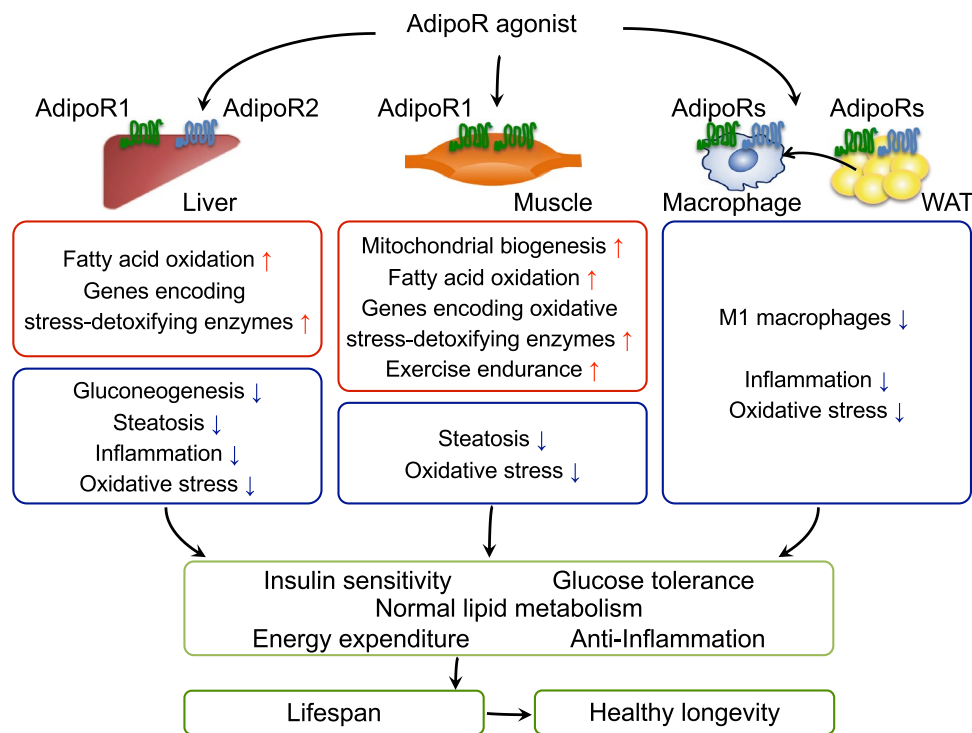 AdipoR agonist
AdipoR1
AdipoR2
Liver
Fatty acid oxidation ↑
Genes encoding
stress-detoxifying enzymes ↑
Gluconeogenesis ↓
Steatosis ↓
Inflammation ↓
Oxidative stress ↓
AdipoR1
Muscle
Mitochondrial biogenesis ↑
Fatty acid oxidation ↑
Genes encoding oxidative
stress-detoxifying enzymes ↑
Exercise endurance ↑
Steatosis ↓
Oxidative stress ↓
AdipoRs
AdipoRs
Macrophage
WAT
M1 macrophages ↓
Inflammation ↓
Oxidative stress ↓
Insulin sensitivity
Glucose tolerance
Normal lipid metabolism
Energy expenditure
Anti-Inflammation
Lifespan
Healthy longevity